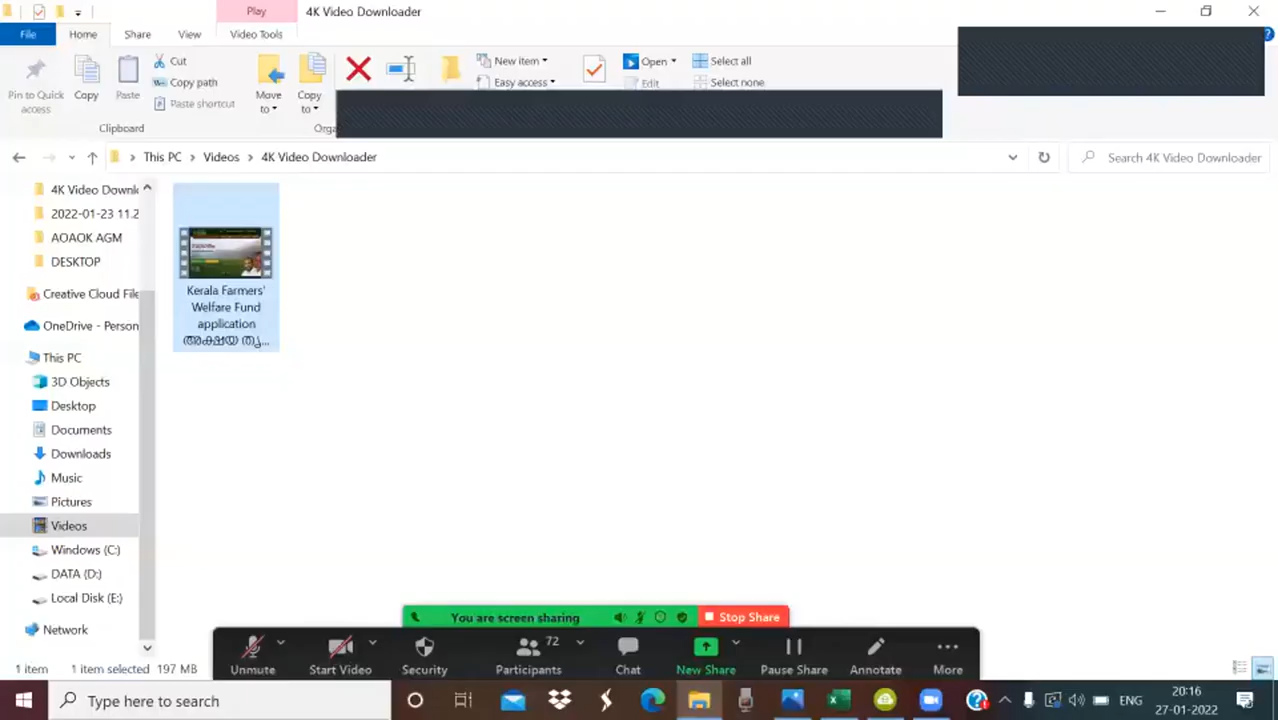 Play
4K Video Downloader
File
Home
Share
View
Video Tools
Pin to Quick access
Copy
Paste
Cut
Copy path
Paste shortcut
Clipboard
Move to
Copy to
Orga
New item
Easy access
Open
Edit
Select all
Select none
This PC > Videos > 4K Video Downloader
Search 4K Video Downloader
4K Video Downl
2022-01-23 11.2
AOAOK AGM
DESKTOP
Creative Cloud File
OneDrive - Person
This PC
3D Objects
Desktop
Documents
Downloads
Music
Pictures
Videos
Windows (C:)
DATA (D:)
Local Disk (E:)
Network
Kerala Farmers'
Welfare Fund
application
അക്ഷയ തൃ...
You are screen sharing
Stop Share
Unmute
Start Video
Security
Participants
72
Chat
New Share
Pause Share
Annotate
More
1 item 1 item selected 197 MB
Type here to search
ENG
20:16
27-01-2022